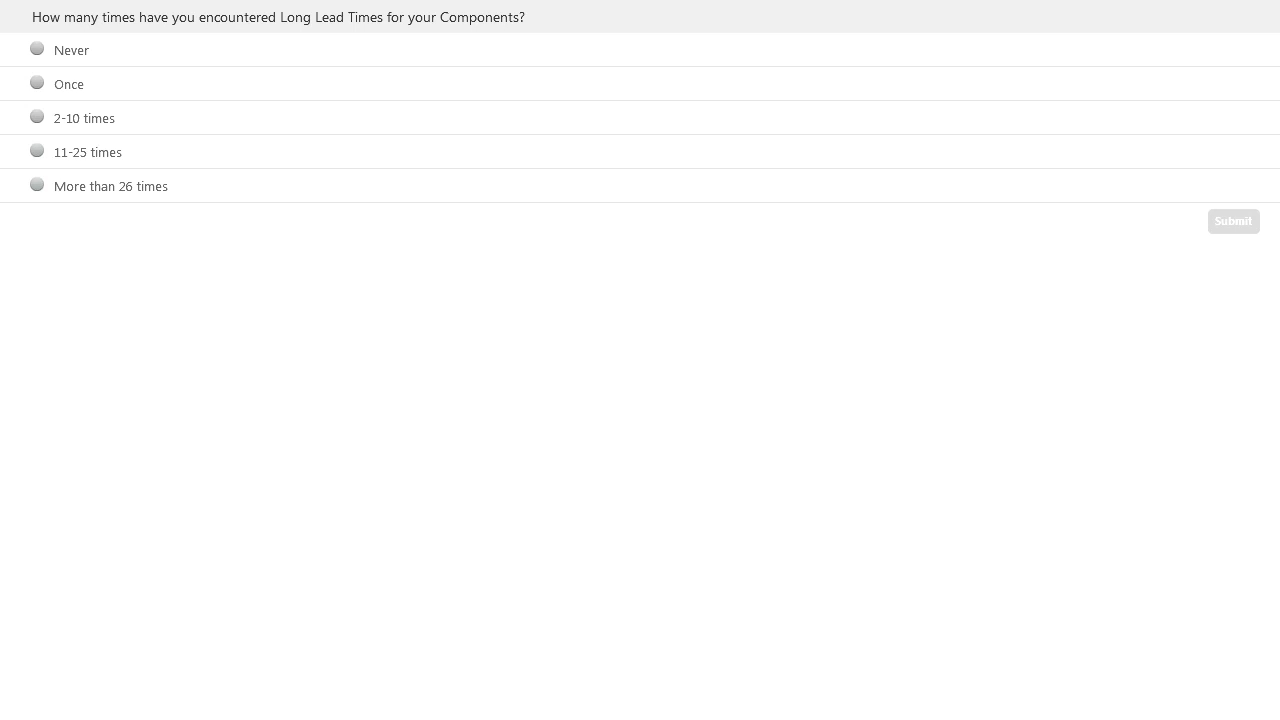 How many times have you encountered Long Lead Times for your Components?
Never
Once
2-10 times
11-25 times
More than 26 times
Submit